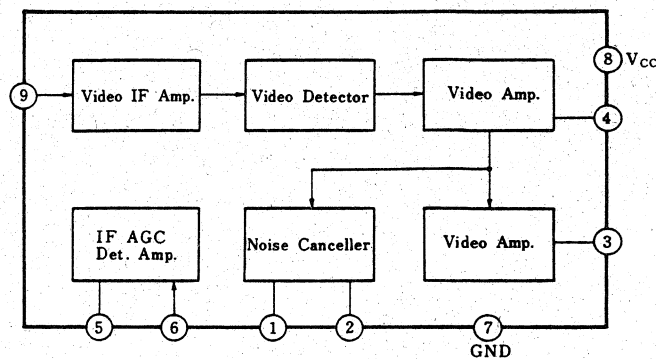 8 Vcc
9
Video IF Amp.
Video Detector
Video Amp.
4
IF AGC
Det. Amp.
Noise Canceller
Video Amp.
3
5
6
1
2
7
GND